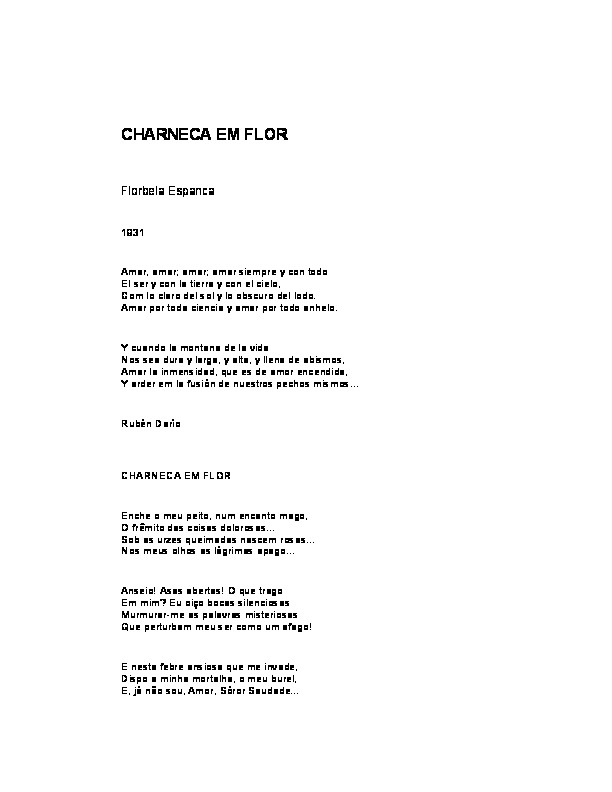 CHARNECA EM FLOR
Florbela Espanca
1931
Amar, amar; amar; amar siempre y con todo
El ser y con la tierra y con el cielo,
Com lo claro del sol y lo obscuro del lodo.
Amar por toda ciencia y amar por todo anhelo.
Y cuando la montana de la vida
Nos sea dura y larga, y alta, y llena de abismos,
Amar la inmensidad, que es de amor encendida,
Y arder em la fusión de nuestros pechos mismos...
Rubén Dario
CHARNECA EM FLOR
Enche o meu peito, num encanto mago,
O frêmito das coisas dolorosas...
Sob as urzes queimadas nascem rosas...
Nos meus olhos as lágrimas apago...
Anseio! Asas abertas! O que trago
Em mim? Eu oiço bocas silenciosas
Murmurar-me as palavras misteriosas
Que perturbam meu ser como um afago!
E nesta febre ansiosa que me invade,
Dispo a minha mortalha, o meu burel,
E, já não sou, Amor, Sóror Saudade...